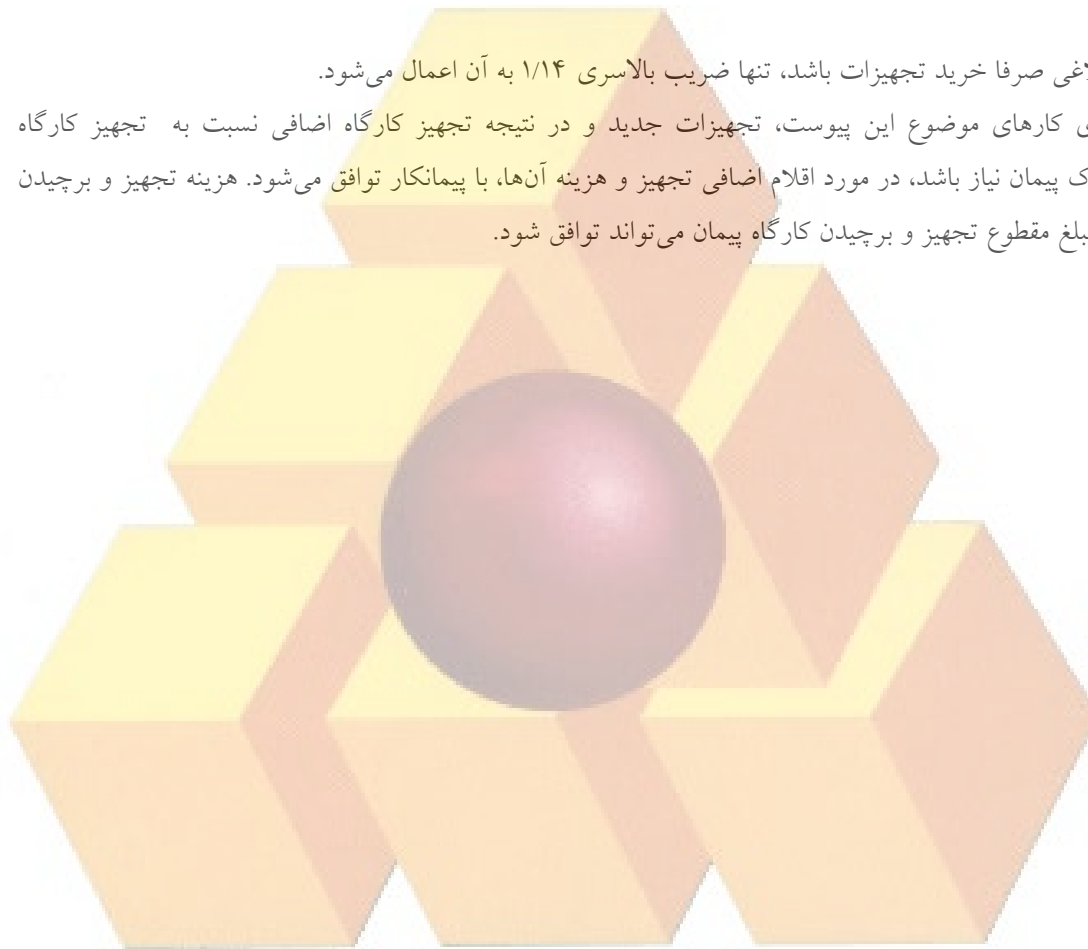 صرفا خرید تجهیزات باشد، تنها ضریب بالاسری ۱/۱۴ به آن اعمال می‌شود.
کارهای موضوع این پیوست، تجهیزات جدید و در نتیجه تجهیز کارگاه اضافی نسبت به تجهیز کارگاه
پیمان نیاز باشد، در مورد اقلام اضافی تجهیز و هزینه آن‌ها، با پیمانکار توافق می‌شود. هزینه تجهیز و برچیدن
مقطوع تجهیز و برچیدن کارگاه پیمان می‌تواند توافق شود.